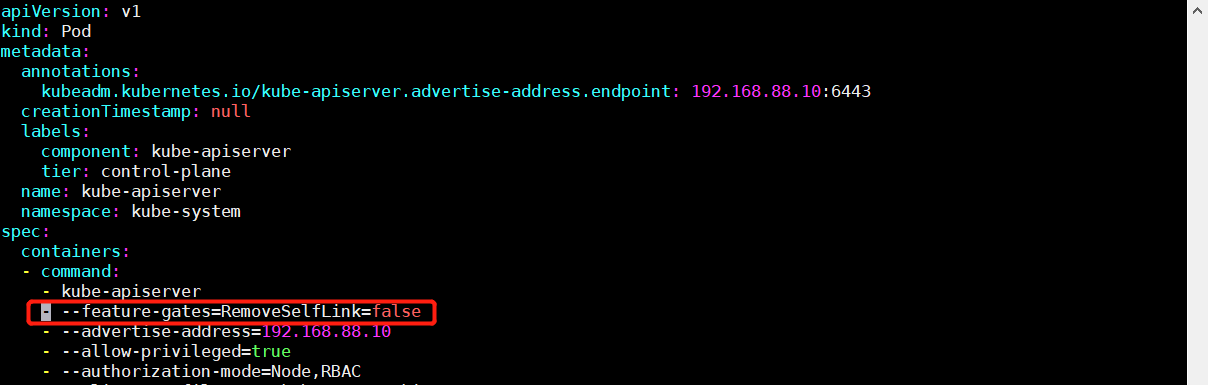 apiVersion: v1
kind: Pod
metadata:
  annotations:
    kubeadm.kubernetes.io/kube-apiserver.advertise-address.endpoint: 192.168.88.10:6443
  creationTimestamp: null
  labels:
    component: kube-apiserver
    tier: control-plane
  name: kube-apiserver
  namespace: kube-system
spec:
  containers:
  - command:
    - kube-apiserver
    - --feature-gates=RemoveSelfLink=false
    - --advertise-address=192.168.88.10
    - --allow-privileged=true
    - --authorization-mode=Node,RBAC